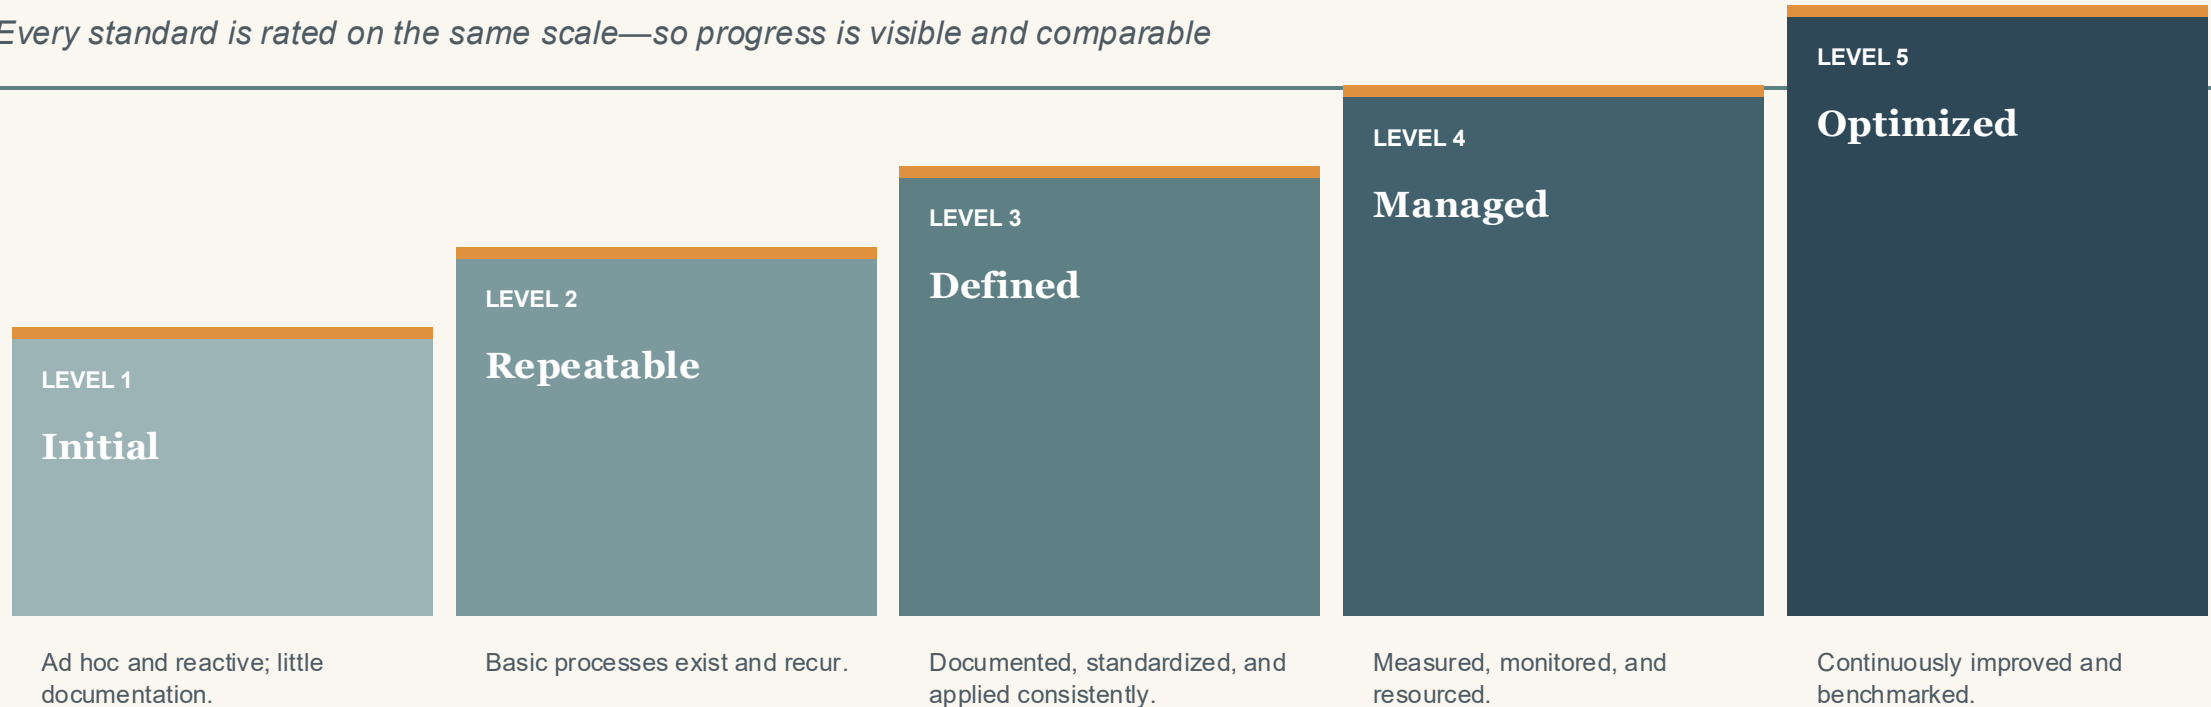 Every standard is rated on the same scale—so progress is visible and comparable
LEVEL 1
Initial
Ad hoc and reactive; little
documentation.
LEVEL 2
Repeatable
Basic processes exist and recur.
LEVEL 3
Defined
Documented, standardized, and
applied consistently.
LEVEL 4
Managed
Measured, monitored, and
resourced.
LEVEL 5
Optimized
Continuously improved and
benchmarked.